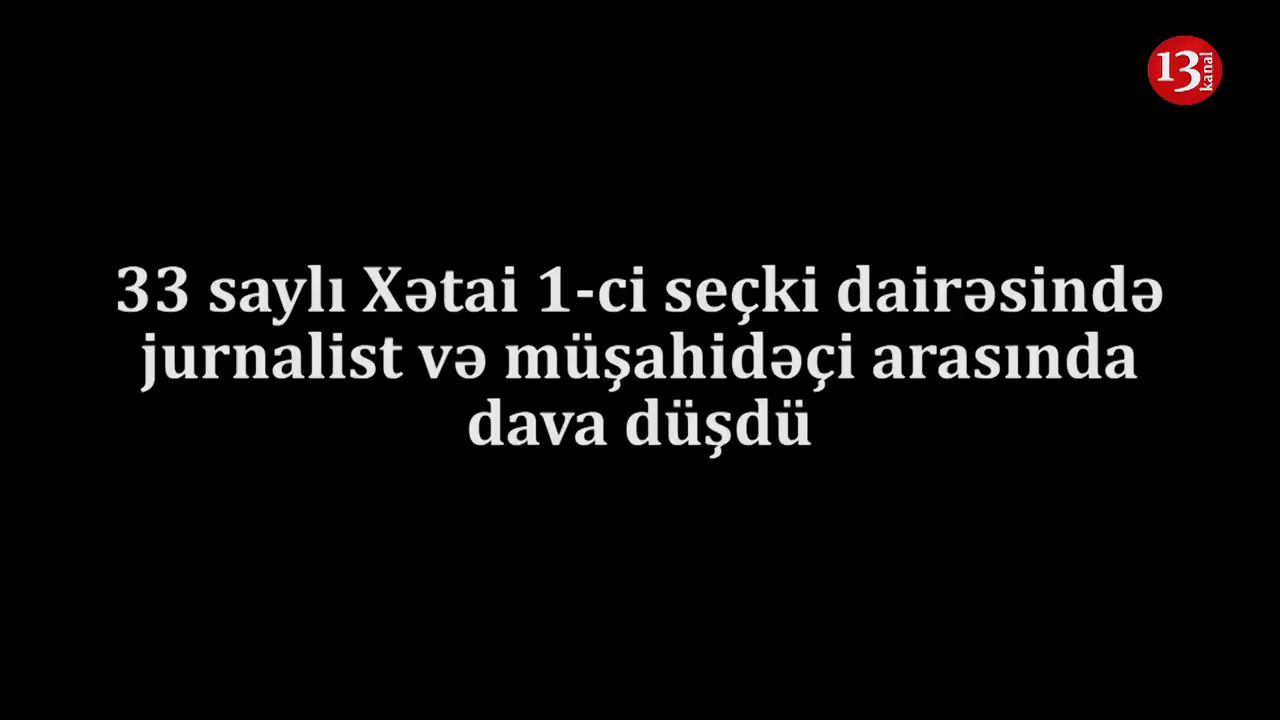 13 kanal
33 saylı Xətai 1-ci seçki dairəsində
jurnalist və müşahidəçi arasında
dava düşdü